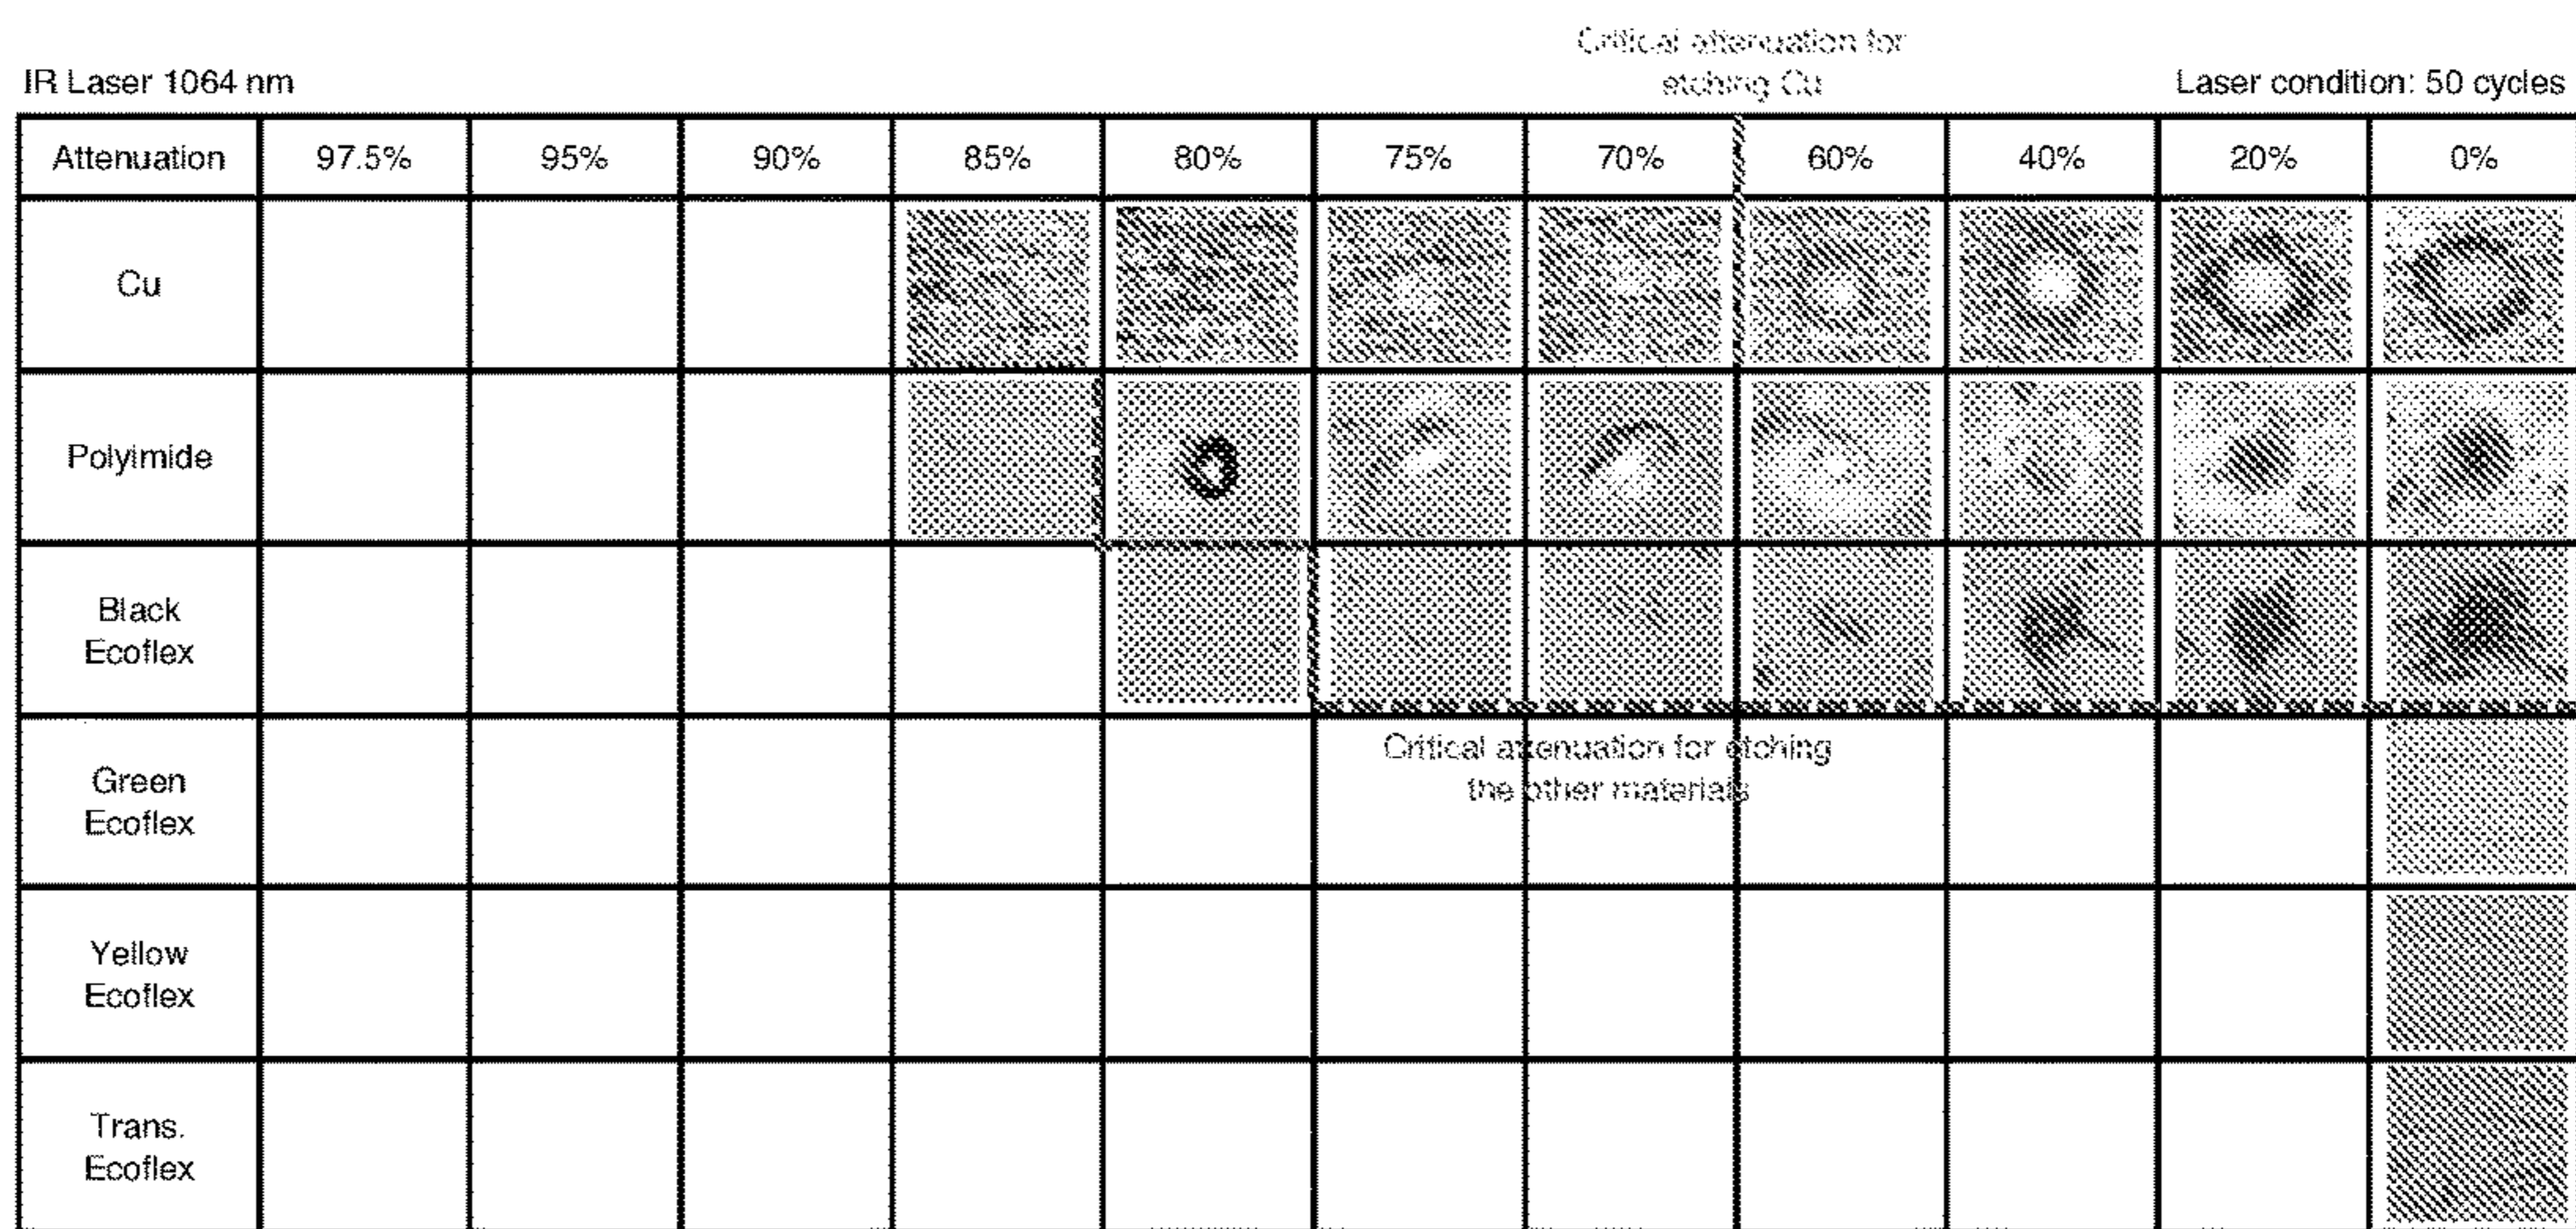 Critical attenuation for
etching Cu
IR Laser 1064 nm
Laser condition: 50 cycles
Attenuation 97.5% 95% 90% 85% 80% 75% 70% 60% 40% 20% 0%
Cu
Polyimide
Black
Ecoflex
Critical attenuation for etching
the other materials
Green
Ecoflex
Yellow
Ecoflex
Trans.
Ecoflex